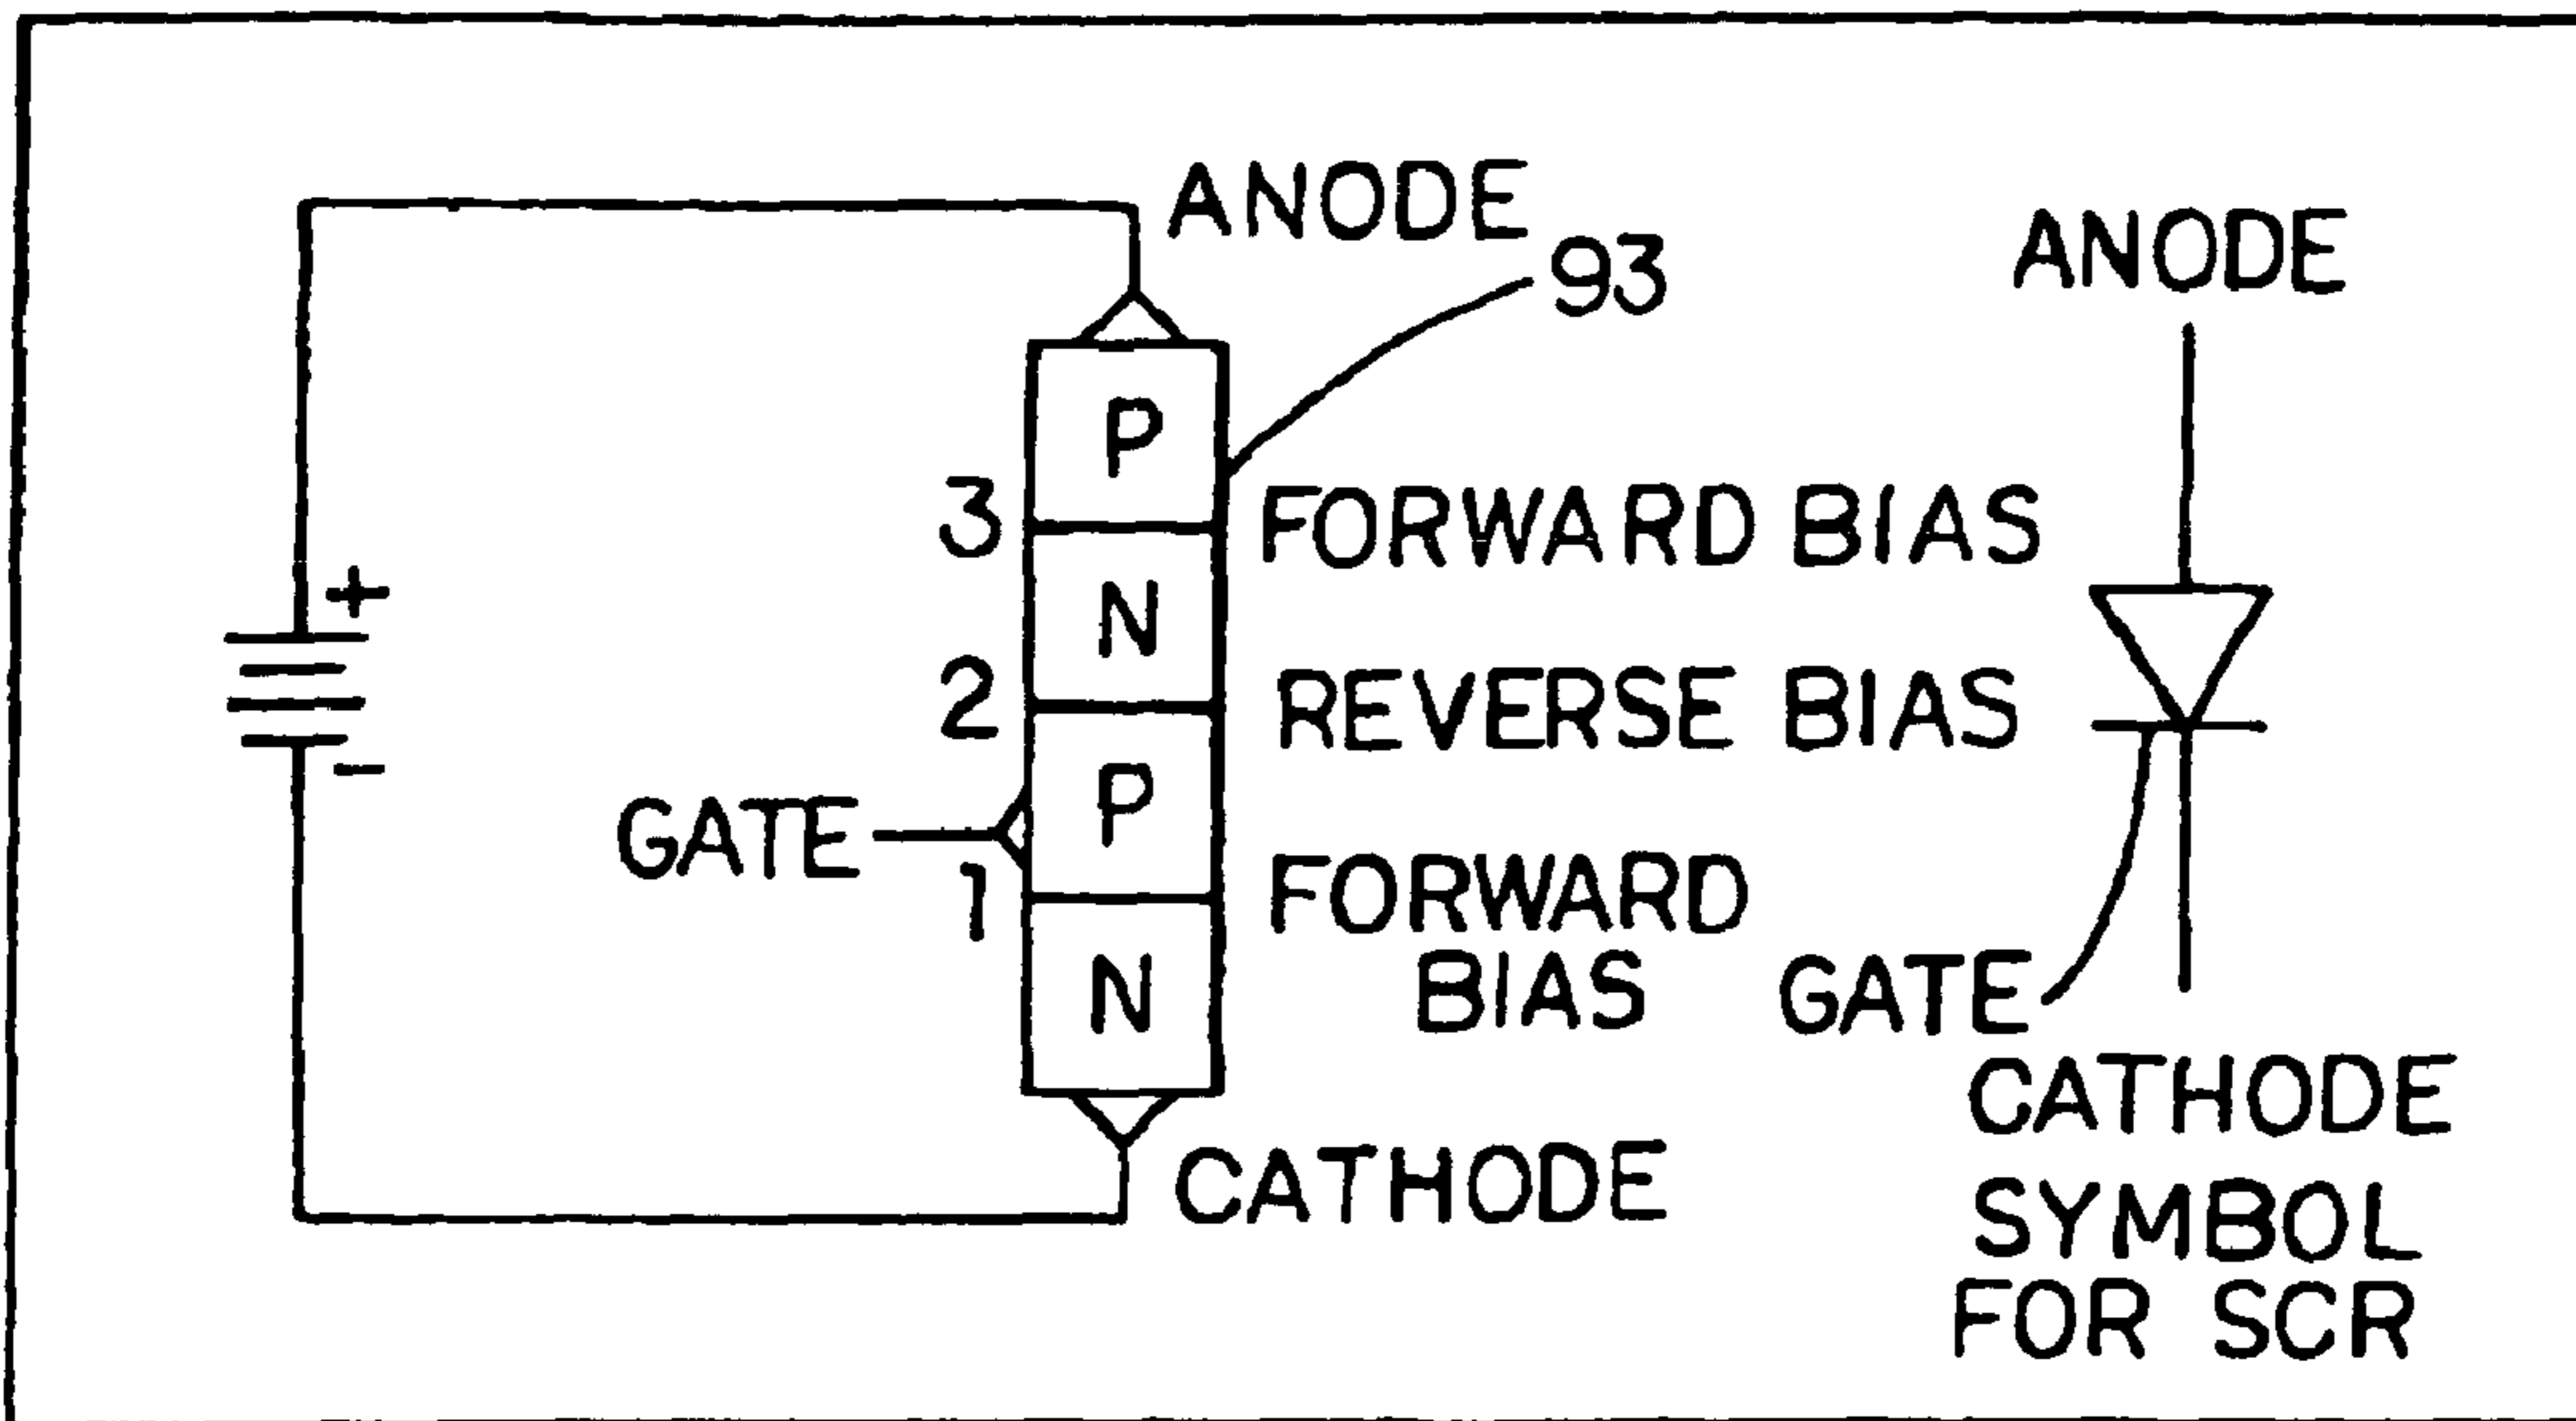 ANODE
93
P
3
FORWARD BIAS
+
N
2
REVERSE BIAS
-
P
GATE
1
FORWARD
BIAS
N
CATHODE
ANODE
GATE
CATHODE
SYMBOL
FOR SCR